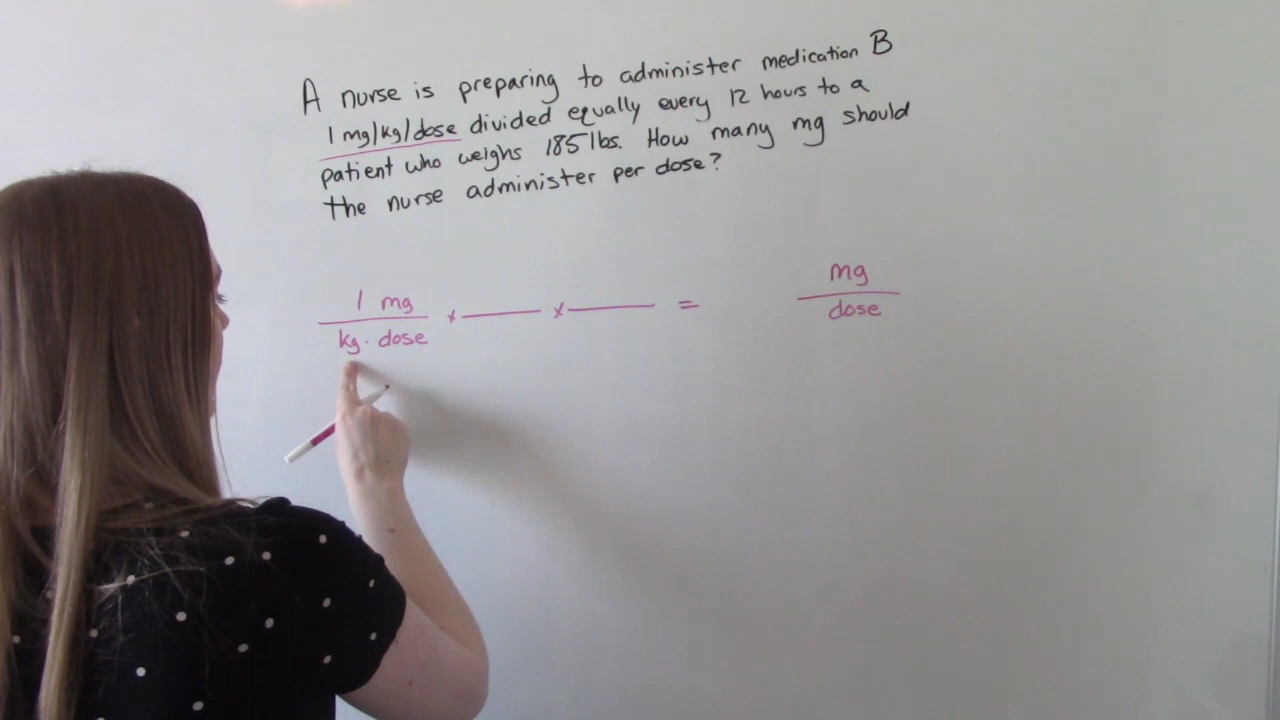 A nurse is preparing to administer medication B
1 mg/kg/dose divided equally every 12 hours to a
patient who weighs 185 lbs. How many mg should
the nurse administer per dose?
1 mg
kg · dose
x
x
=
mg
dose